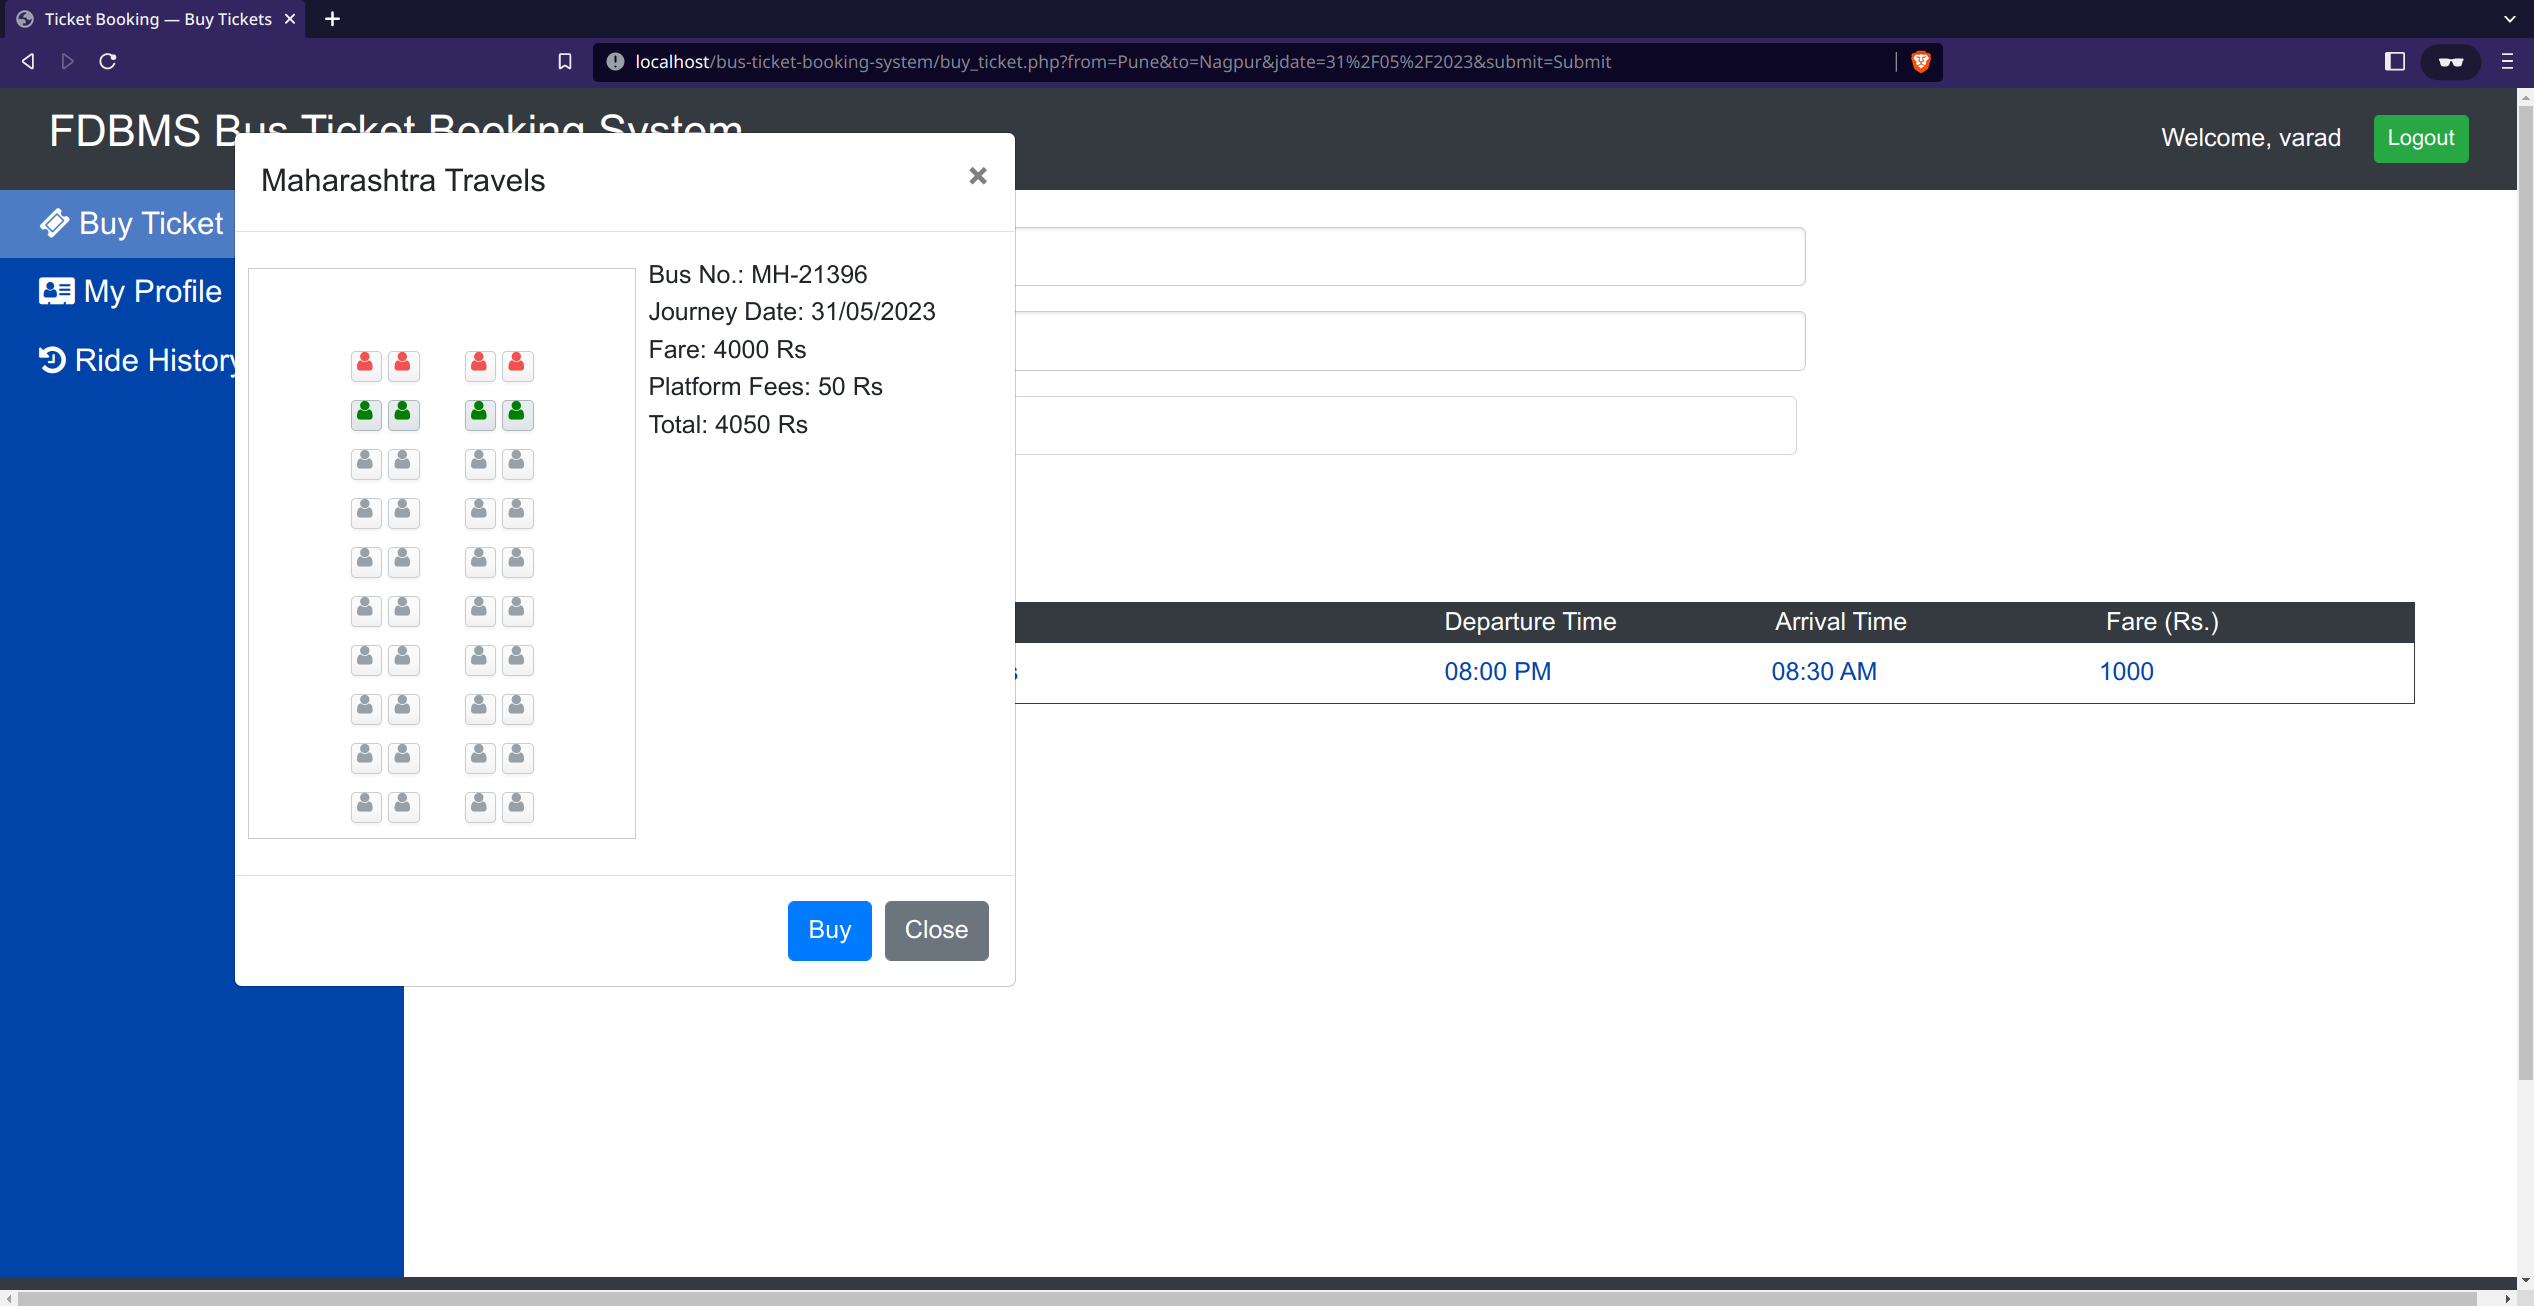 Ticket Booking — Buy Tickets
localhost/bus-ticket-booking-system/buy_ticket.php?from=Pune&to=Nagpur&jdate=31%2F05%2F2023&submit=Submit
FDBMS Bus Ticket Booking System
Welcome, varad
Logout
Buy Ticket
My Profile
Ride History
Maharashtra Travels
×
Bus No.: MH-21396
Journey Date: 31/05/2023
Fare: 4000 Rs
Platform Fees: 50 Rs
Total: 4050 Rs
Buy
Close
Departure Time
Arrival Time
Fare (Rs.)
08:00 PM
08:30 AM
1000